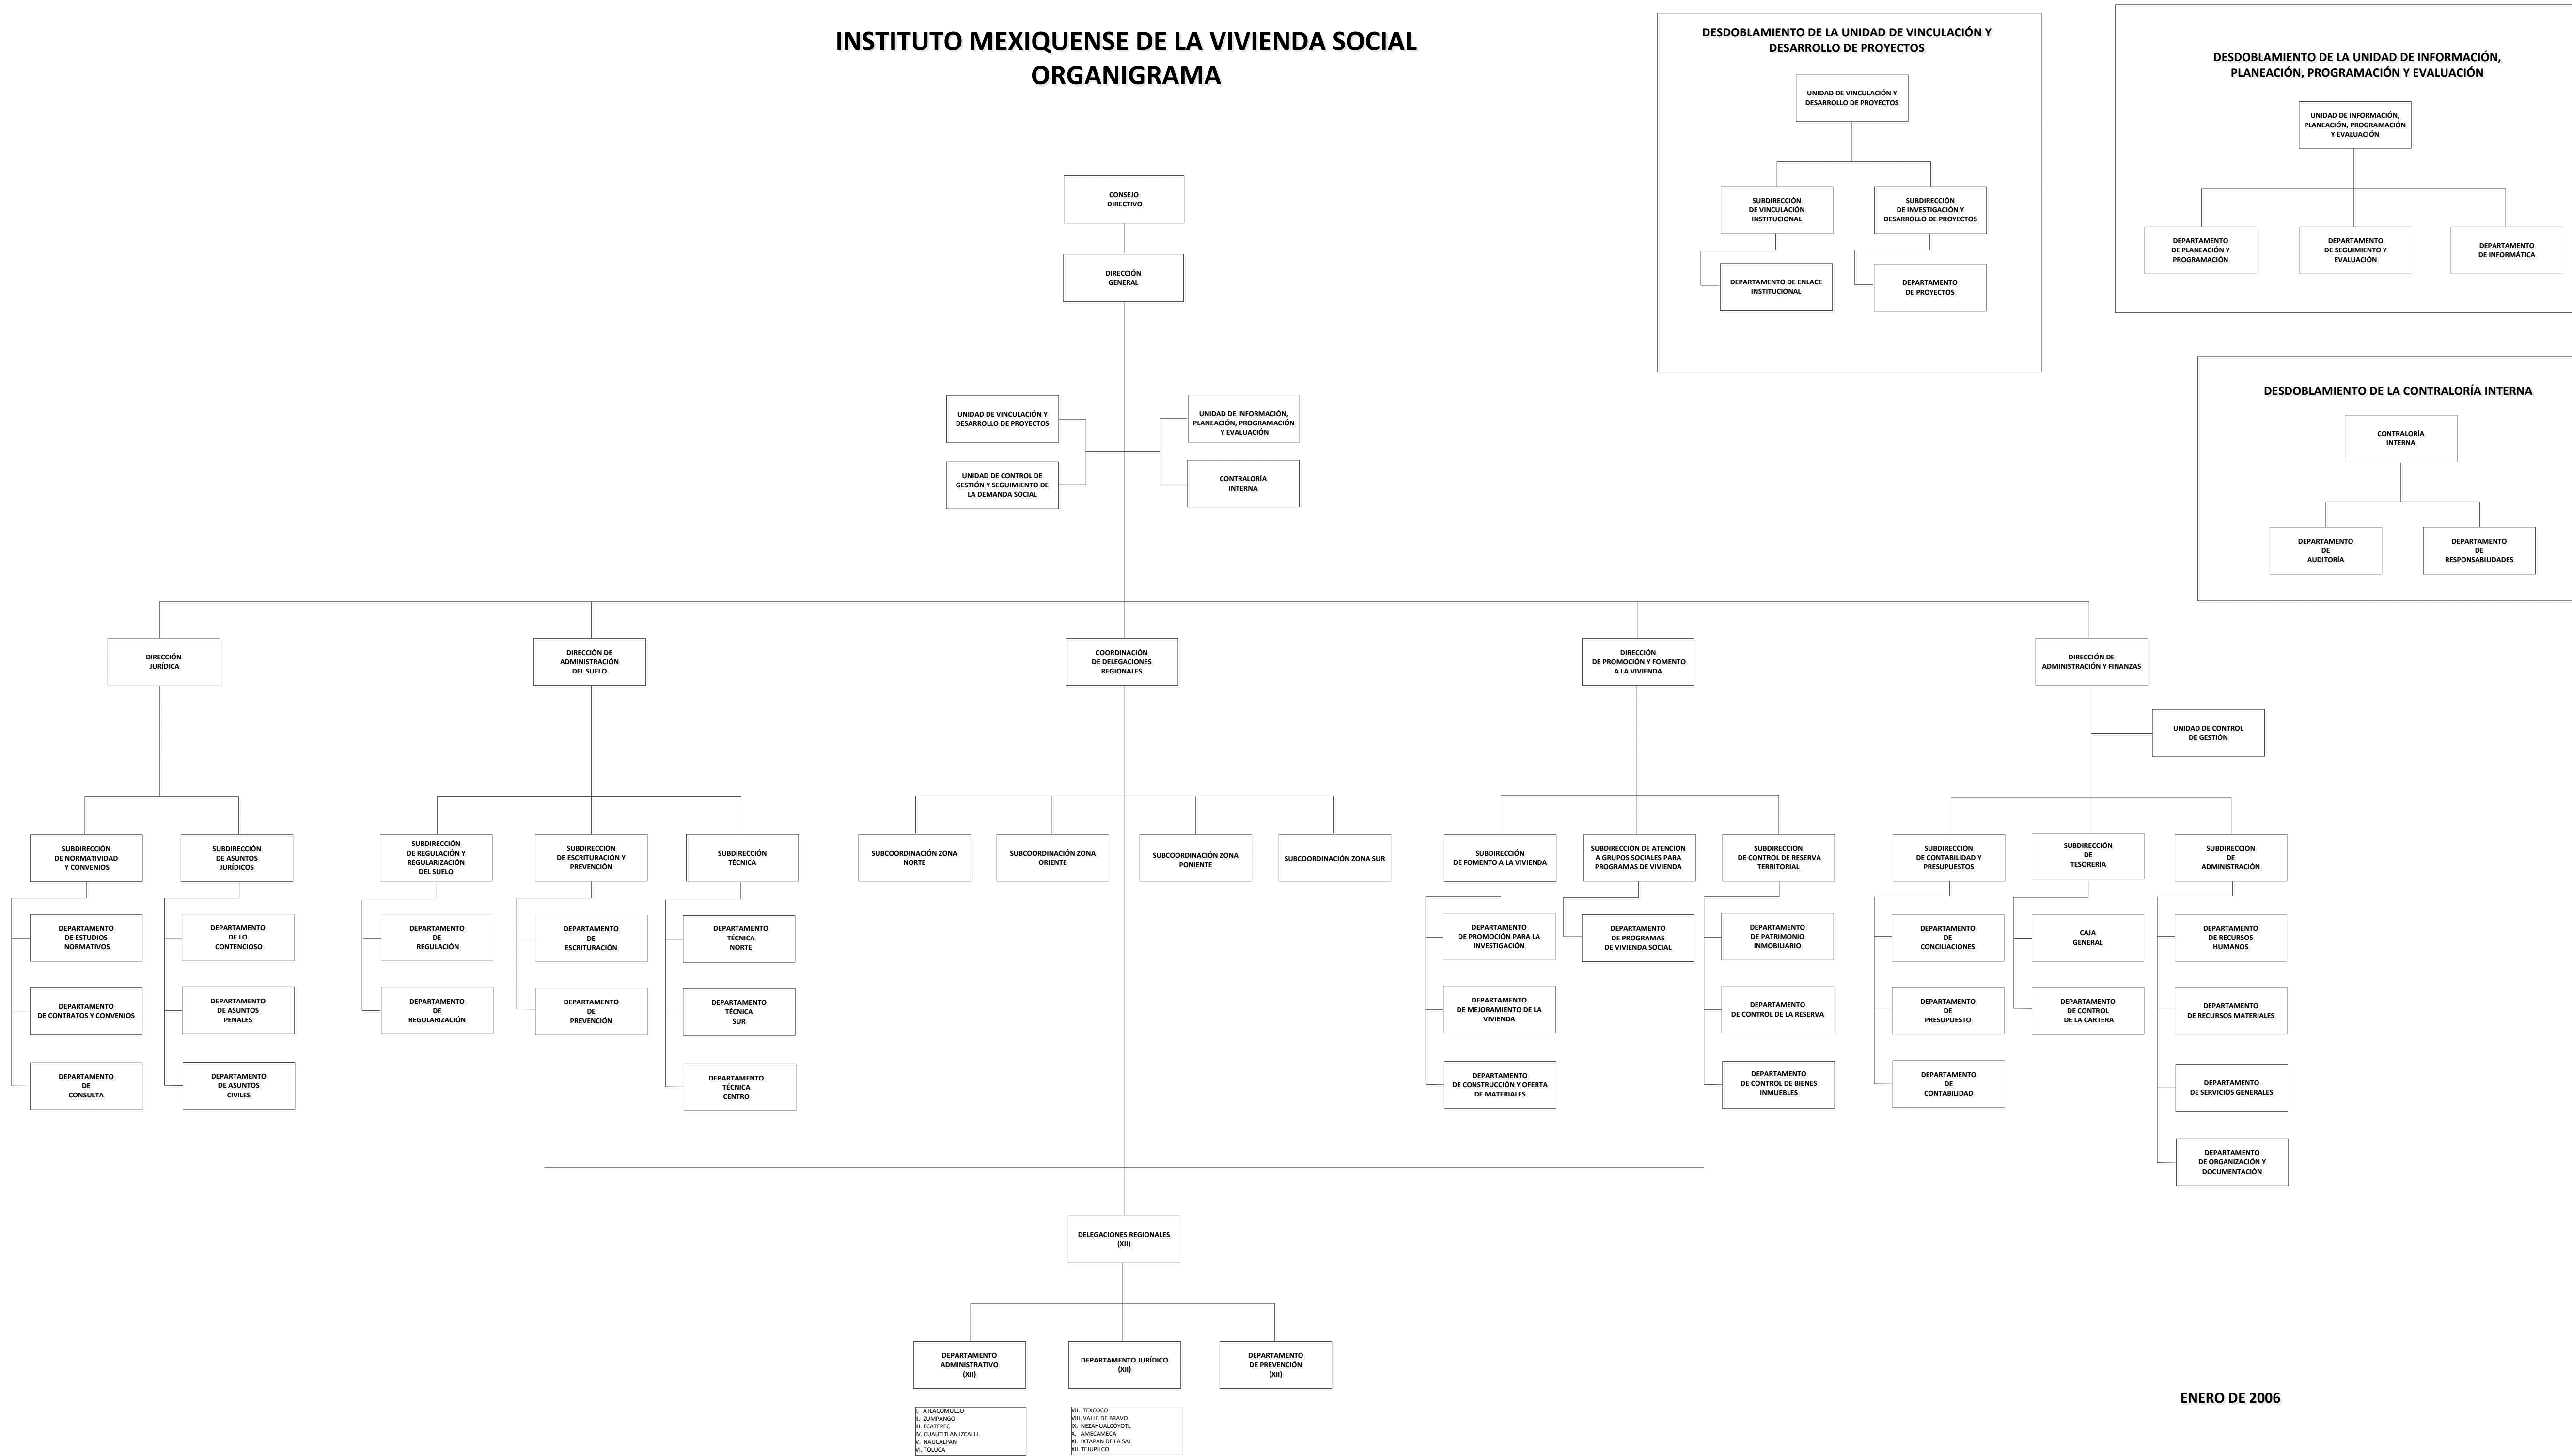 INSTITUTO MEXIQUENSE DE LA VIVIENDA SOCIAL
ORGANIGRAMA
DESDOBLAMIENTO DE LA UNIDAD DE VINCULACIÓN Y
DESARROLLO DE PROYECTOS
UNIDAD DE VINCULACIÓN Y
DESARROLLO DE PROYECTOS
SUBDIRECCIÓN
DE VINCULACIÓN
INSTITUCIONAL
SUBDIRECCIÓN
DE INVESTIGACIÓN Y
DESARROLLO DE PROYECTOS
DEPARTAMENTO DE ENLACE
INSTITUCIONAL
DEPARTAMENTO
DE PROYECTOS
DESDOBLAMIENTO DE LA UNIDAD DE INFORMACIÓN,
PLANEACIÓN, PROGRAMACIÓN Y EVALUACIÓN
UNIDAD DE INFORMACIÓN,
PLANEACIÓN, PROGRAMACIÓN
Y EVALUACIÓN
DEPARTAMENTO
DE PLANEACIÓN Y
PROGRAMACIÓN
DEPARTAMENTO
DE SEGUIMIENTO Y
EVALUACIÓN
DEPARTAMENTO
DE INFORMÁTICA
DESDOBLAMIENTO DE LA CONTRALORÍA INTERNA
CONTRALORÍA
INTERNA
DEPARTAMENTO
DE
AUDITORÍA
DEPARTAMENTO
DE
RESPONSABILIDADES
CONSEJO
DIRECTIVO
DIRECCIÓN
GENERAL
UNIDAD DE VINCULACIÓN Y
DESARROLLO DE PROYECTOS
UNIDAD DE INFORMACIÓN,
PLANEACIÓN, PROGRAMACIÓN
Y EVALUACIÓN
UNIDAD DE CONTROL DE
GESTIÓN Y SEGUIMIENTO DE
LA DEMANDA SOCIAL
CONTRALORÍA
INTERNA
DIRECCIÓN
JURÍDICA
DIRECCIÓN DE
ADMINISTRACIÓN
DEL SUELO
COORDINACIÓN
DE DELEGACIONES
REGIONALES
DIRECCIÓN
DE PROMOCIÓN Y FOMENTO
A LA VIVIENDA
DIRECCIÓN DE
ADMINISTRACIÓN Y FINANZAS
UNIDAD DE CONTROL
DE GESTIÓN
SUBDIRECCIÓN
DE NORMATIVIDAD
Y CONVENIOS
SUBDIRECCIÓN
DE ASUNTOS
JURÍDICOS
SUBDIRECCIÓN
DE REGULACIÓN Y
REGULARIZACIÓN
DEL SUELO
SUBDIRECCIÓN
DE ESCRITURACIÓN Y
PREVENCIÓN
SUBDIRECCIÓN
TÉCNICA
SUBCOORDINACIÓN ZONA
NORTE
SUBCOORDINACIÓN ZONA
ORIENTE
SUBCOORDINACIÓN ZONA
PONIENTE
SUBCOORDINACIÓN ZONA SUR
SUBDIRECCIÓN
DE FOMENTO A LA VIVIENDA
SUBDIRECCIÓN DE ATENCIÓN
A GRUPOS SOCIALES PARA
PROGRAMAS DE VIVIENDA
SUBDIRECCIÓN
DE CONTROL DE RESERVA
TERRITORIAL
SUBDIRECCIÓN
DE CONTABILIDAD Y
PRESUPUESTOS
SUBDIRECCIÓN
DE
TESORERÍA
SUBDIRECCIÓN
DE
ADMINISTRACIÓN
DEPARTAMENTO
DE ESTUDIOS
NORMATIVOS
DEPARTAMENTO
DE LO
CONTENCIOSO
DEPARTAMENTO
DE
REGULACIÓN
DEPARTAMENTO
DE
ESCRITURACIÓN
DEPARTAMENTO
TÉCNICA
NORTE
DEPARTAMENTO
DE PROMOCIÓN PARA LA
INVESTIGACIÓN
DEPARTAMENTO
DE PROGRAMAS
DE VIVIENDA SOCIAL
DEPARTAMENTO
DE PATRIMONIO
INMOBILIARIO
DEPARTAMENTO
DE
CONCILIACIONES
CAJA
GENERAL
DEPARTAMENTO
DE RECURSOS
HUMANOS
DEPARTAMENTO
DE CONTRATOS Y CONVENIOS
DEPARTAMENTO
DE ASUNTOS
PENALES
DEPARTAMENTO
DE
REGULARIZACIÓN
DEPARTAMENTO
DE
PREVENCIÓN
DEPARTAMENTO
TÉCNICA
SUR
DEPARTAMENTO
DE MEJORAMIENTO DE LA
VIVIENDA
DEPARTAMENTO
DE CONTROL DE LA RESERVA
DEPARTAMENTO
DE
PRESUPUESTO
DEPARTAMENTO
DE CONTROL
DE LA CARTERA
DEPARTAMENTO
DE RECURSOS MATERIALES
DEPARTAMENTO
DE
CONSULTA
DEPARTAMENTO
DE ASUNTOS
CIVILES
DEPARTAMENTO
TÉCNICA
CENTRO
DEPARTAMENTO
DE CONSTRUCCIÓN Y OFERTA
DE MATERIALES
DEPARTAMENTO
DE CONTROL DE BIENES
INMUEBLES
DEPARTAMENTO
DE
CONTABILIDAD
DEPARTAMENTO
DE SERVICIOS GENERALES
DEPARTAMENTO
DE ORGANIZACIÓN Y
DOCUMENTACIÓN
DELEGACIONES REGIONALES
(XII)
DEPARTAMENTO
ADMINISTRATIVO
(XII)
DEPARTAMENTO JURÍDICO
(XII)
DEPARTAMENTO
DE PREVENCIÓN
(XII)
I. ATLACOMULCO
II. ZUMPANGO
III. ECATEPEC
IV. CUAUTITLAN IZCALLI
V. NAUCALPAN
VI. TOLUCA
VII. TEXCOCO
VIII. VALLE DE BRAVO
IX. NEZAHUALCÓYOTL
X. AMECAMECA
XI. IXTAPAN DE LA SAL
XII. TEJUPILCO
ENERO DE 2006